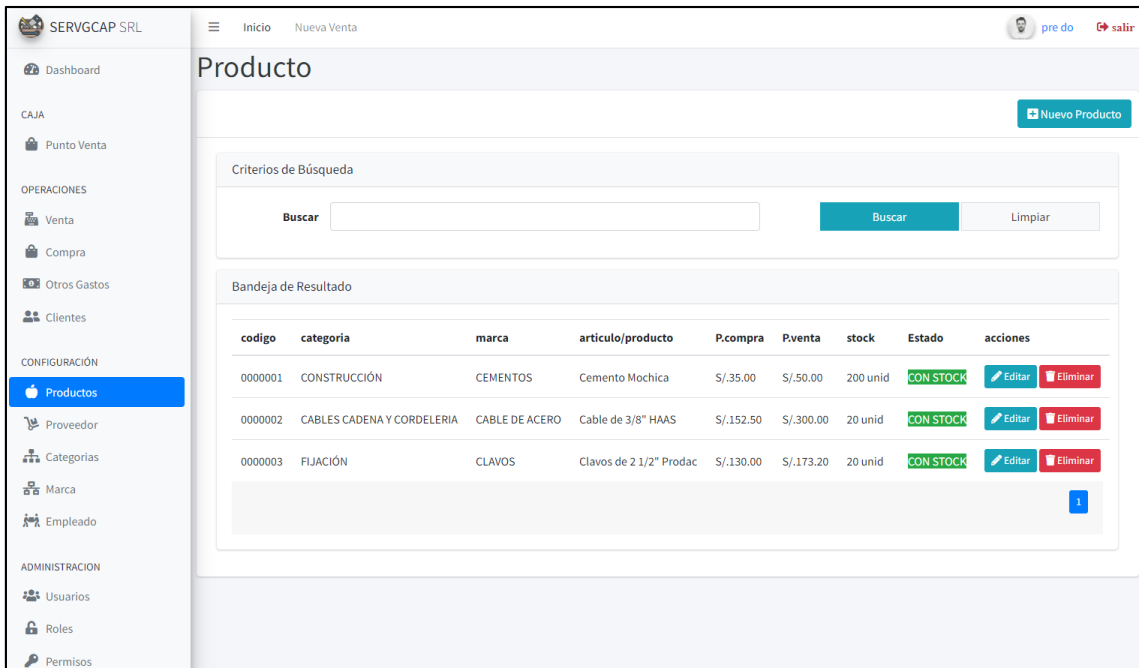 SERVGCAP SRL
Inicio Nueva Venta
pre do salir
Dashboard
CAJA
Punto Venta
OPERACIONES
Venta
Compra
Otros Gastos
Clientes
CONFIGURACIÓN
Productos
Proveedor
Categorias
Marca
Empleado
ADMINISTRACION
Usuarios
Roles
Permisos
Producto
Nuevo Producto
Criterios de Búsqueda
Buscar Buscar Limpiar
Bandeja de Resultado
codigo categoria marca articulo/producto P.compra P.venta stock Estado acciones
0000001 CONSTRUCCIÓN CEMENTOS Cemento Mochica S/.35.00 S/.50.00 200 unid CON STOCK Editar Eliminar
0000002 CABLES CADENA Y CORDELERIA CABLE DE ACERO Cable de 3/8" HAAS S/.152.50 S/.300.00 20 unid CON STOCK Editar Eliminar
0000003 FIJACIÓN CLAVOS Clavos de 2 1/2" Prodac S/.130.00 S/.173.20 20 unid CON STOCK Editar Eliminar
1